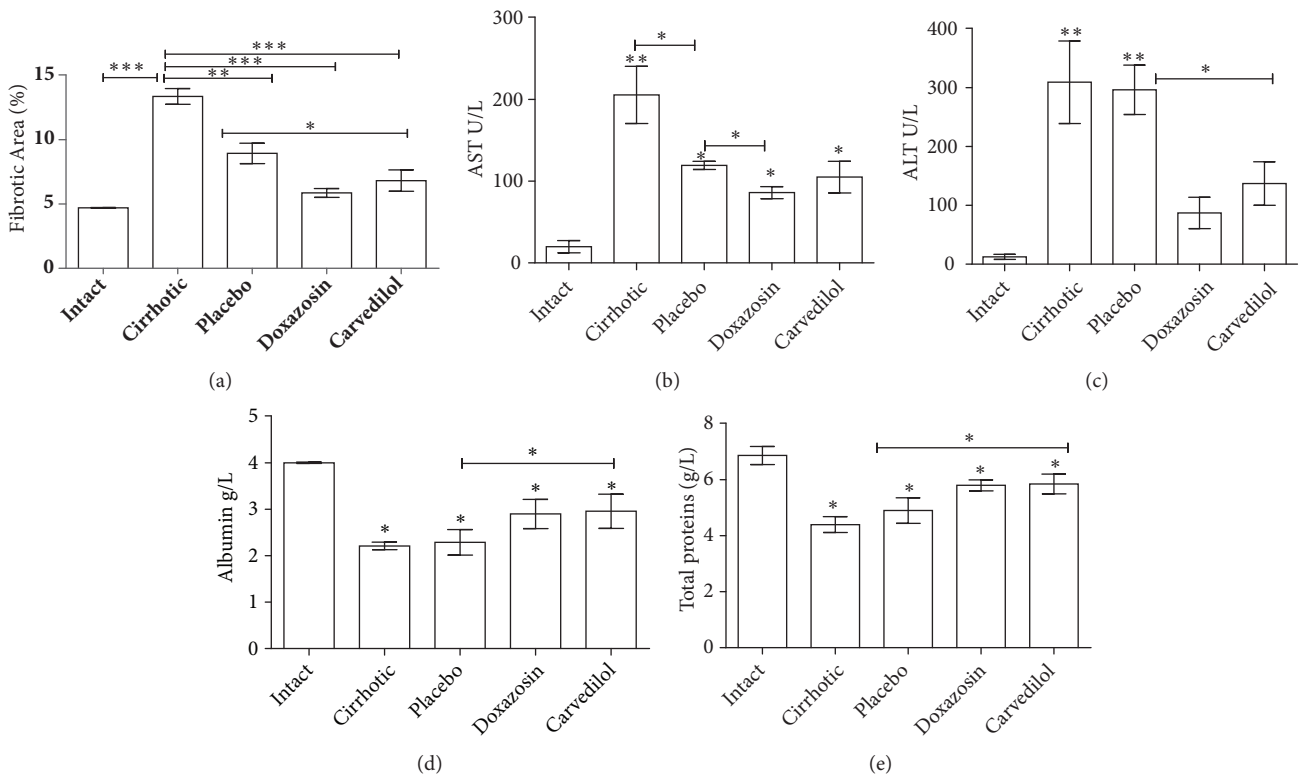 ***
***
***
**
*
15
10
5
0
Fibrotic Area (%)
Intact
Cirrhotic
Placebo
Doxazosin
Carvedilol
(a)
300
200
100
0
AST U/L
*
**
*
*
*
*
Intact
Cirrhotic
Placebo
Doxazosin
Carvedilol
(b)
400
300
200
100
0
ALT U/L
**
**
*
Intact
Cirrhotic
Placebo
Doxazosin
Carvedilol
(c)
5
4
3
2
1
0
Albumin g/L
*
*
*
*
*
Intact
Cirrhotic
Placebo
Doxazosin
Carvedilol
(d)
8
6
4
2
0
Total proteins (g/L)
*
*
*
*
*
Intact
Cirrhotic
Placebo
Doxazosin
Carvedilol
(e)